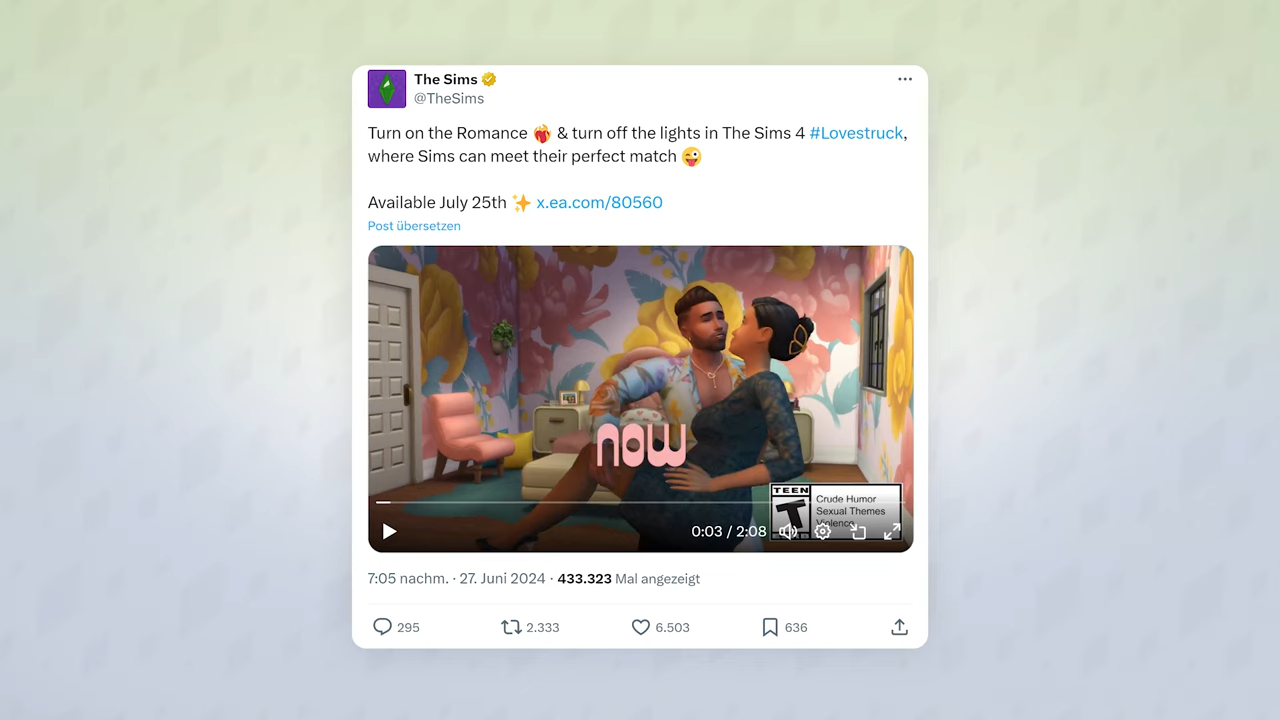 The Sims
@TheSims
Turn on the Romance ❤️‍🔥 & turn off the lights in The Sims 4 #Lovestruck,
where Sims can meet their perfect match 😜
Available July 25th ✨ x.ea.com/80560
Post übersetzen
now
TEEN
T
Crude Humor
Sexual Themes
Violence
0:03 / 2:08
7:05 nachm. · 27. Juni 2024 · 433.323 Mal angezeigt
295 2.333 6.503 636